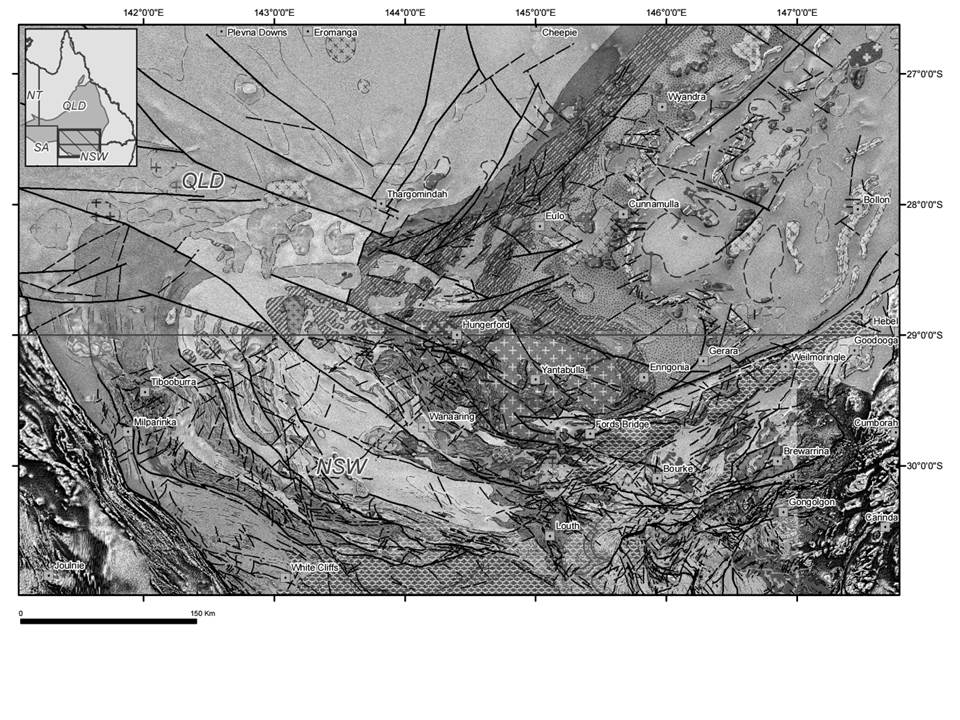 142°0'0"E 143°0'0"E 144°0'0"E 145°0'0"E 146°0'0"E 147°0'0"E
Plevna Downs Eromanga Cheepie
27°0'0"S
NT
QLD
SA
NSW
Wyandra
QLD
Thargomindah
Cunnamulla
Bollon
28°0'0"S
Eulo
Hungerford
Hebel
29°0'0"S
Goodooga
Gerara
Weilmoringle
Yantabulla
Enngonia
Tibooburra
Wanaaring
Milparinka
Fords Bridge
Cumborah
Brewarrina
NSW
Bourke
30°0'0"S
Gongolgon
Carinda
Louth
Joulnie
White Cliffs
0 150 Km